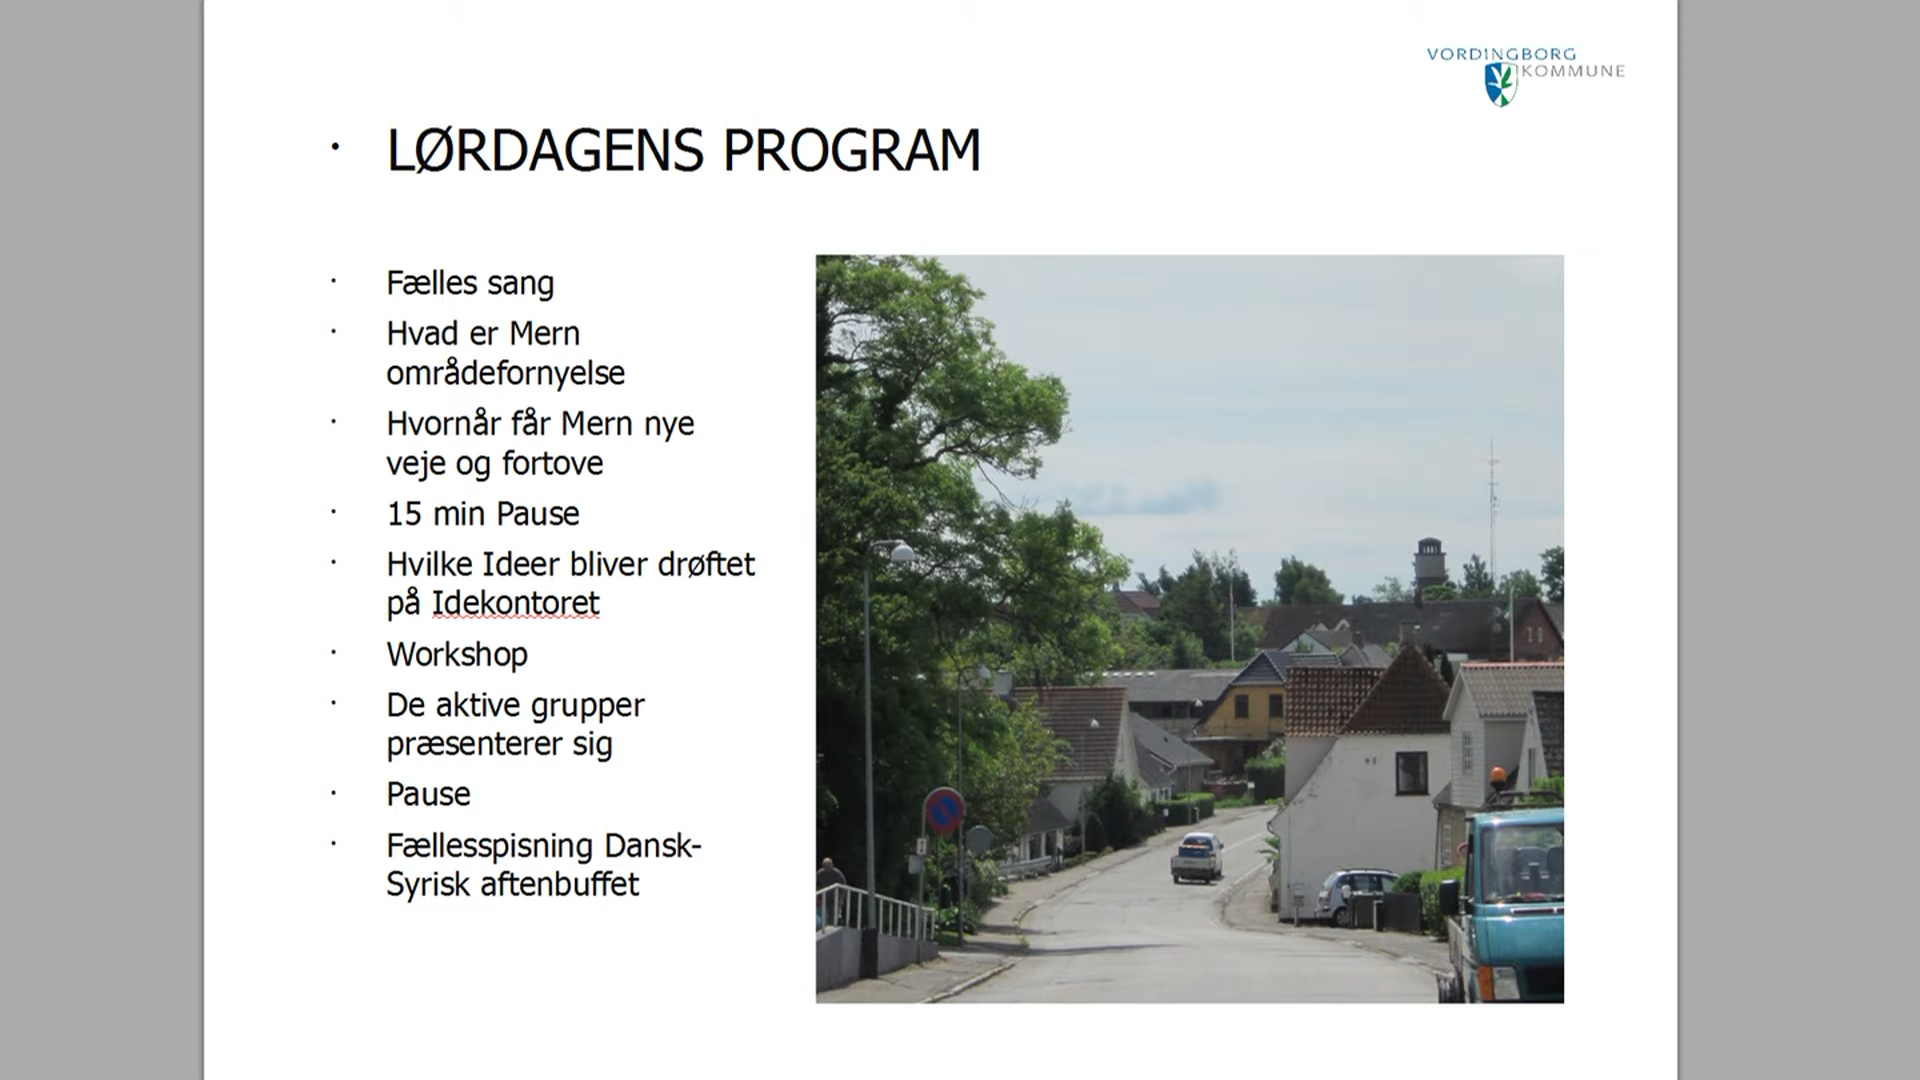 VORDINGBORG
KOMMUNE
· LØRDAGENS PROGRAM
· Fælles sang
· Hvad er Mern
områdefornyelse
· Hvornår får Mern nye
veje og fortove
· 15 min Pause
· Hvilke Ideer bliver drøftet
på Idekontoret
· Workshop
· De aktive grupper
præsenterer sig
· Pause
· Fællesspisning Dansk-
Syrisk aftenbuffet